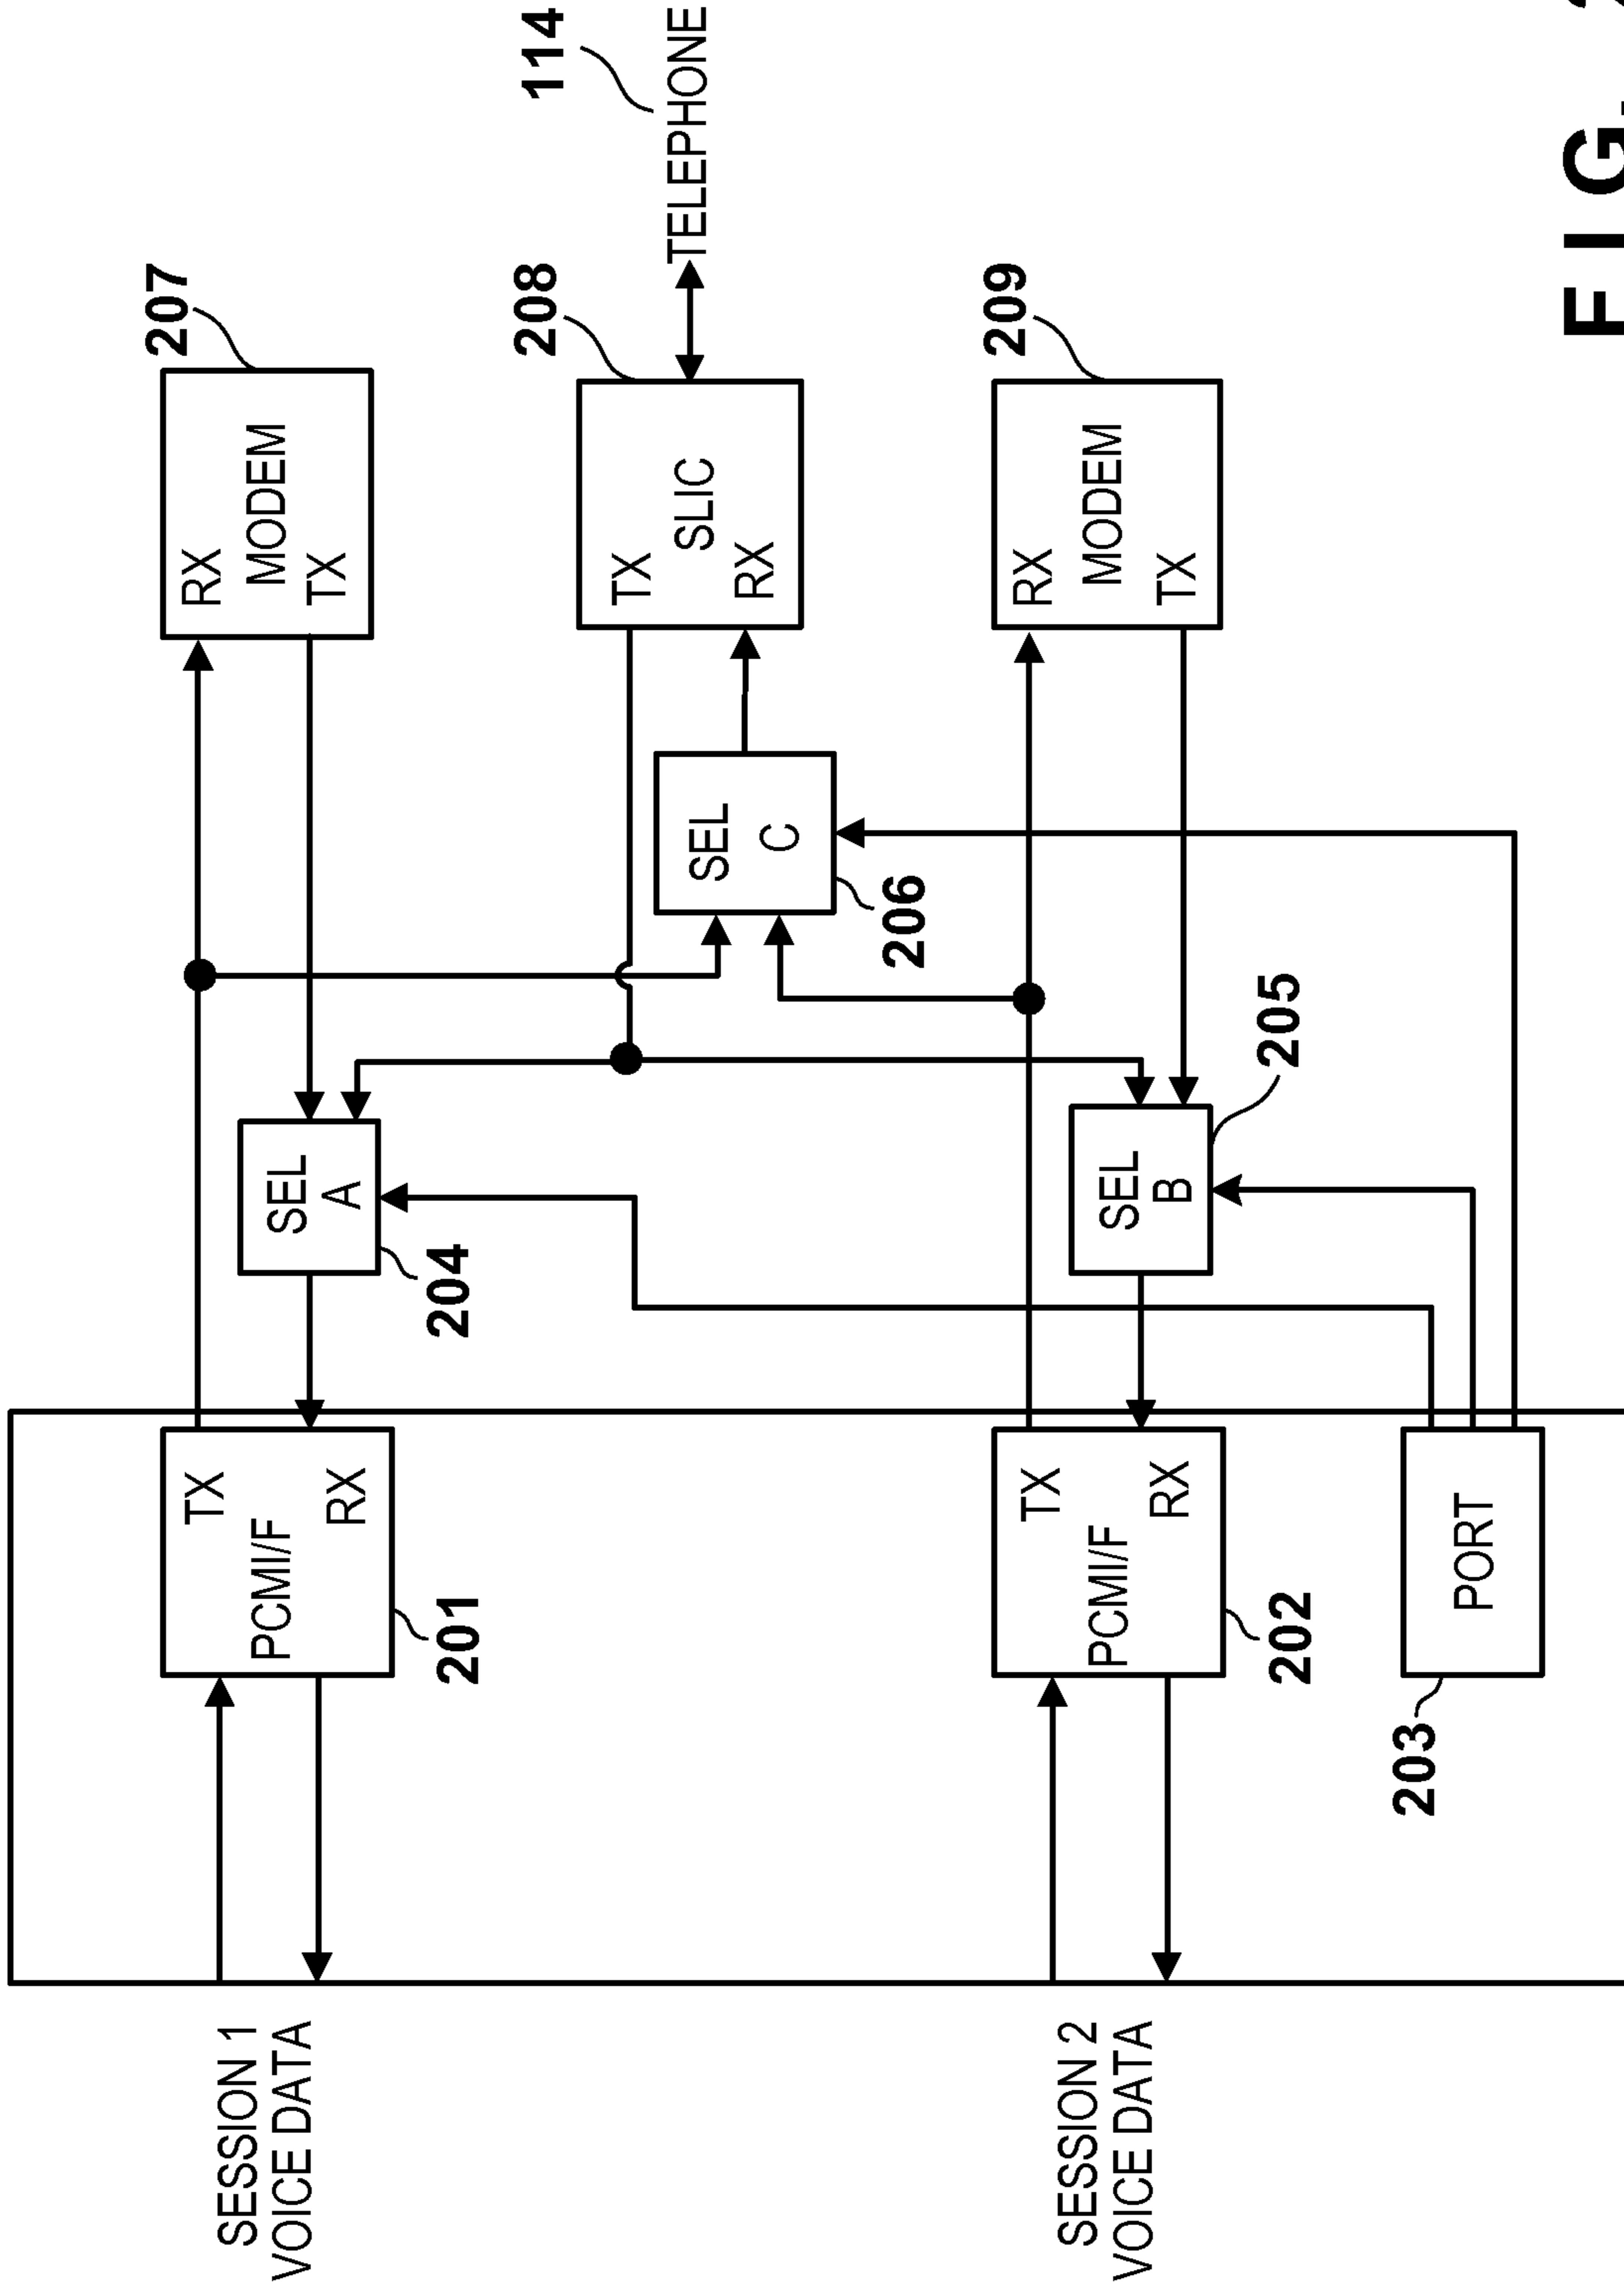 SESSION 1
VOICE DATA
TX
PCMI/F
RX
201
SEL
A
204
RX
MODEM
TX
207
TX
SLIC
RX
208
TELEPHONE
114
SEL
C
206
SESSION 2
VOICE DATA
TX
PCMI/F
RX
202
SEL
B
205
RX
MODEM
TX
209
PORT
203
FIG.